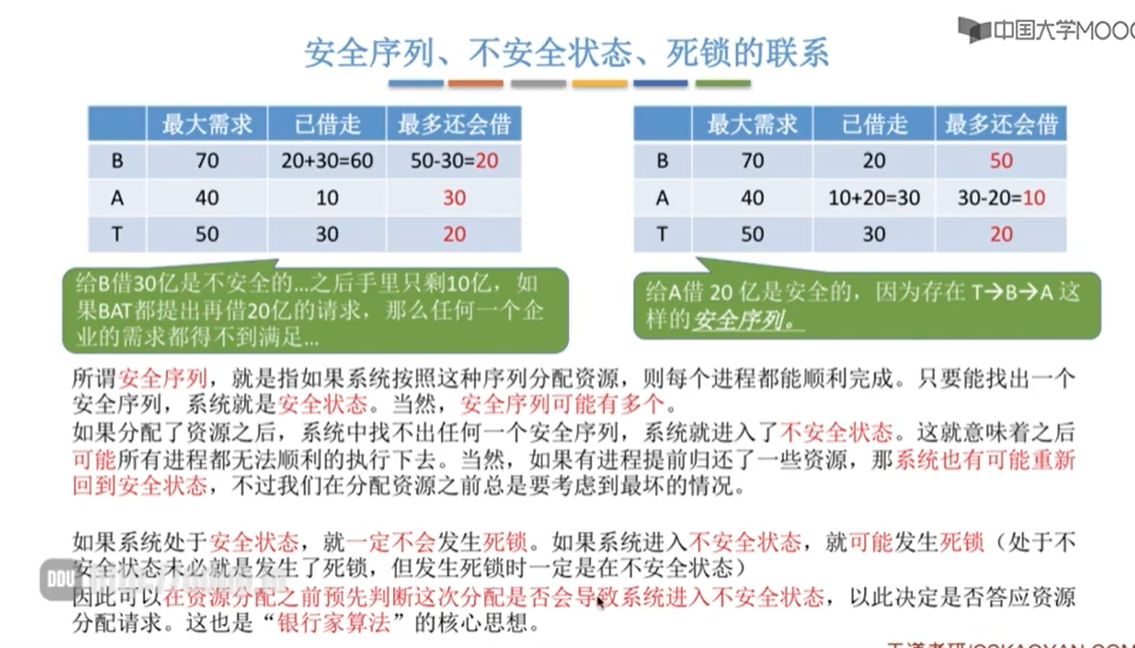 中国大学MOOC
安全序列、不安全状态、死锁的联系
最大需求 已借走 最多还会借
B 70 20+30=60 50-30=20
A 40 10 30
T 50 30 20
最大需求 已借走 最多还会借
B 70 20 50
A 40 10+20=30 30-20=10
T 50 30 20
给B借30亿是不安全的...之后手里只剩10亿，如
果BAT都提出再借20亿的请求，那么任何一个企
业的需求都得不到满足...
给A借 20 亿是安全的，因为存在 T→B→A 这
样的安全序列。
所谓安全序列，就是指如果系统按照这种序列分配资源，则每个进程都能顺利完成。只要能找出一个
安全序列，系统就是安全状态。当然，安全序列可能有多个。
如果分配了资源之后，系统中找不出任何一个安全序列，系统就进入了不安全状态。这就意味着之后
可能所有进程都无法顺利的执行下去。当然，如果有进程提前归还了一些资源，那系统也有可能重新
回到安全状态，不过我们在分配资源之前总是要考虑到最坏的情况。
如果系统处于安全状态，就一定不会发生死锁。如果系统进入不安全状态，就可能发生死锁（处于不
安全状态未必就是发生了死锁，但发生死锁时一定是在不安全状态）
因此可以在资源分配之前预先判断这次分配是否会导致系统进入不安全状态，以此决定是否答应资源
分配请求。这也是“银行家算法”的核心思想。
DDU